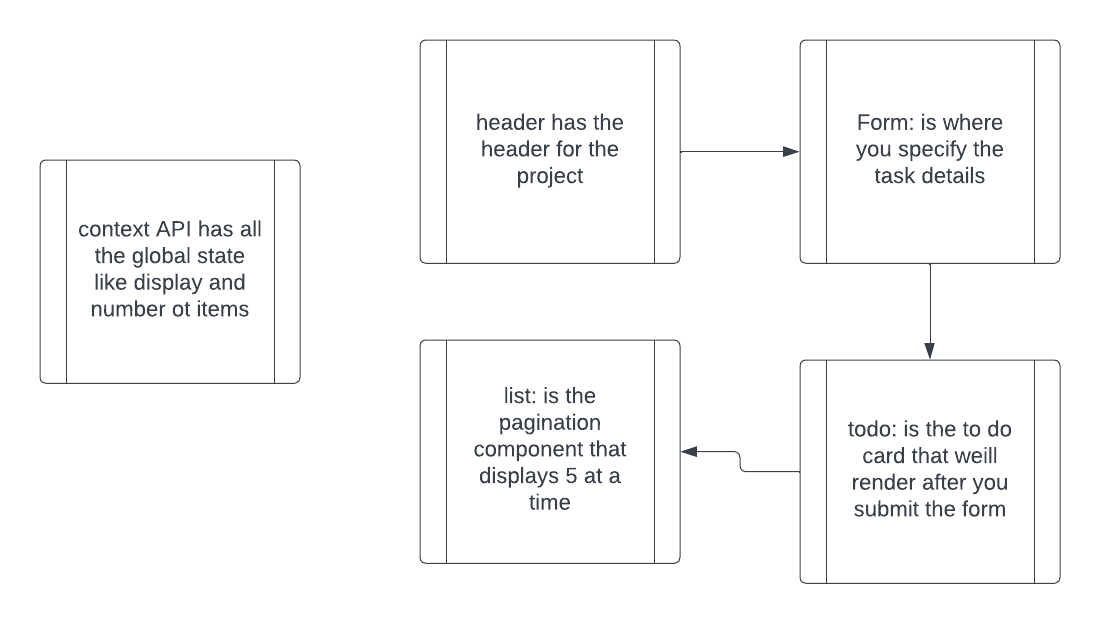 context API has all
the global state
like display and
number ot items
header has the
header for the
project
Form: is where
you specify the
task details
todo: is the to do
card that weill
render after you
submit the form
list: is the
pagination
component that
displays 5 at a
time